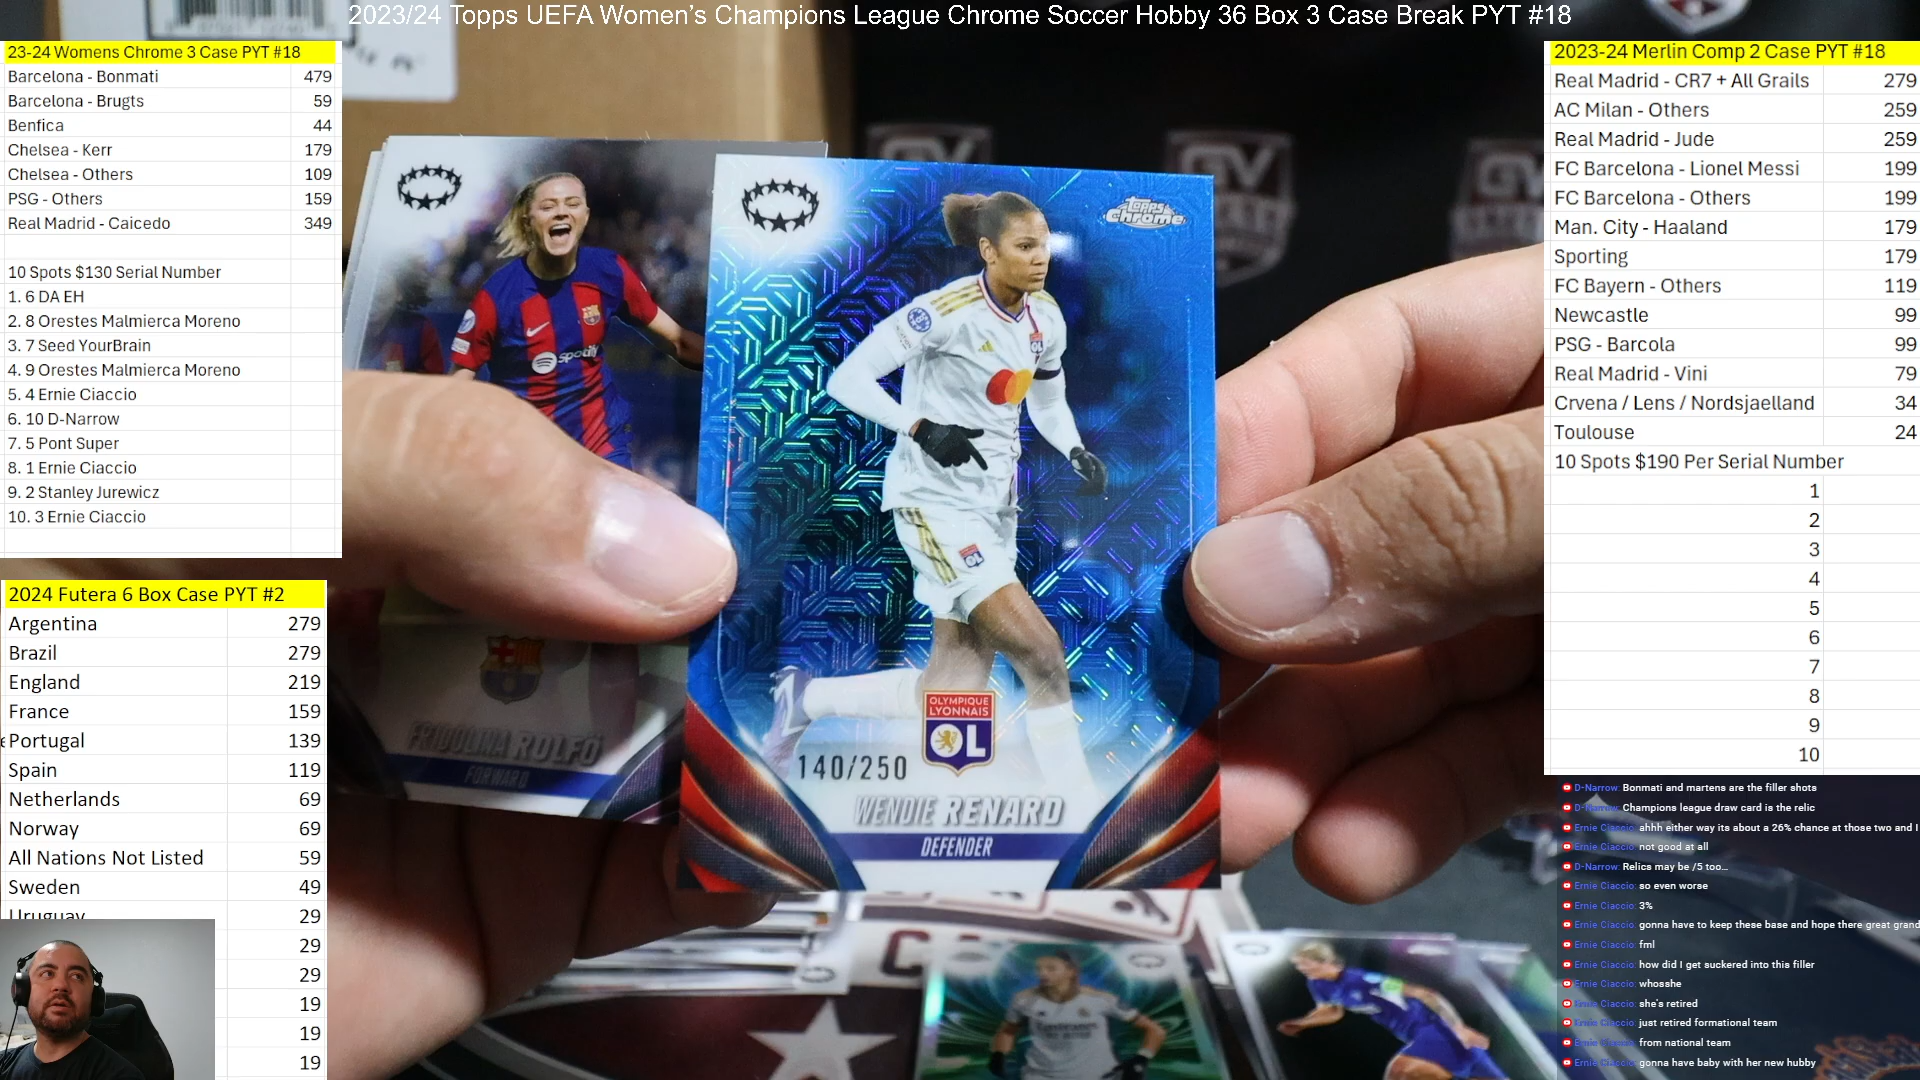 2023/24 Topps UEFA Women's Champions League Chrome Soccer Hobby 36 Box 3 Case Break PYT #18
23-24 Womens Chrome 3 Case PYT #18
Barcelona - Bonmati 479
Barcelona - Brugts 59
Benfica 44
Chelsea - Kerr 179
Chelsea - Others 109
PSG - Others 159
Real Madrid - Caicedo 349
10 Spots $130 Serial Number
1. 6 DA EH
2. 8 Orestes Malmierca Moreno
3. 7 Seed YourBrain
4. 9 Orestes Malmierca Moreno
5. 4 Ernie Ciaccio
6. 10 D-Narrow
7. 5 Pont Super
8. 1 Ernie Ciaccio
9. 2 Stanley Jurewicz
10. 3 Ernie Ciaccio
2024 Futera 6 Box Case PYT #2
Argentina 279
Brazil 279
England 219
France 159
Portugal 139
Spain 119
Netherlands 69
Norway 69
All Nations Not Listed 59
Sweden 49
Uruguay 29
29
29
19
19
19
Topps Chrome
Spotify
FRIDOLINA ROLFÖ
FORWARD
OLYMPIQUE
LYONNAIS
OL
140/250
WENDIE RENARD
DEFENDER
2023-24 Merlin Comp 2 Case PYT #18
Real Madrid - CR7 + All Grails 279
AC Milan - Others 259
Real Madrid - Jude 259
FC Barcelona - Lionel Messi 199
FC Barcelona - Others 199
Man. City - Haaland 179
Sporting 179
FC Bayern - Others 119
Newcastle 99
PSG - Barcola 99
Real Madrid - Vini 79
Crvena / Lens / Nordsjaelland 34
Toulouse 24
10 Spots $190 Per Serial Number
1
2
3
4
5
6
7
8
9
10
D-Narrow: Bonmati and martens are the filler shots
D-Narrow: Champions league draw card is the relic
Ernie Ciaccio: ahhh either way its about a 26% chance at those two and I
Ernie Ciaccio: not good at all
D-Narrow: Relics may be /5 too...
Ernie Ciaccio: so even worse
Ernie Ciaccio: 3%
Ernie Ciaccio: gonna have to keep these base and hope there great grand
Ernie Ciaccio: fml
Ernie Ciaccio: how did I get suckered into this filler
Ernie Ciaccio: whosshe
Ernie Ciaccio: she's retired
Ernie Ciaccio: just retired formational team
Ernie Ciaccio: from national team
Ernie Ciaccio: gonna have baby with her new hubby